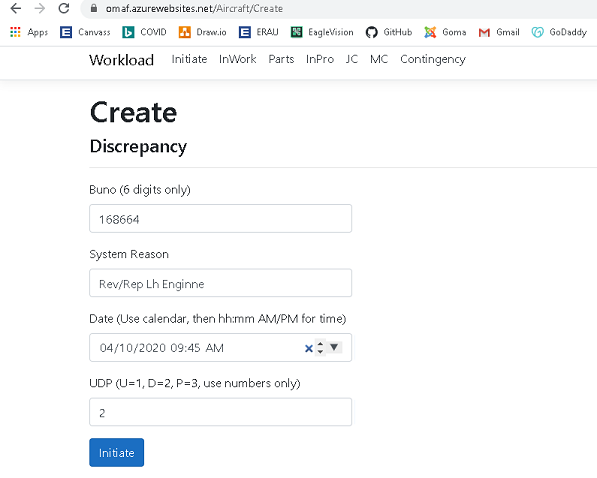 omaf.azurewebsites.net/Aircraft/Create
Apps Canvass COVID Draw.io ERAU EagleVision GitHub Goma Gmail GoDaddy
Workload Initiate InWork Parts InPro JC MC Contingency
Create
Discrepancy
Buno (6 digits only)
168664
System Reason
Rev/Rep Lh Enginne
Date (Use calendar, then hh:mm AM/PM for time)
04/10/2020 09:45 AM
UDP (U=1, D=2, P=3, use numbers only)
2
Initiate